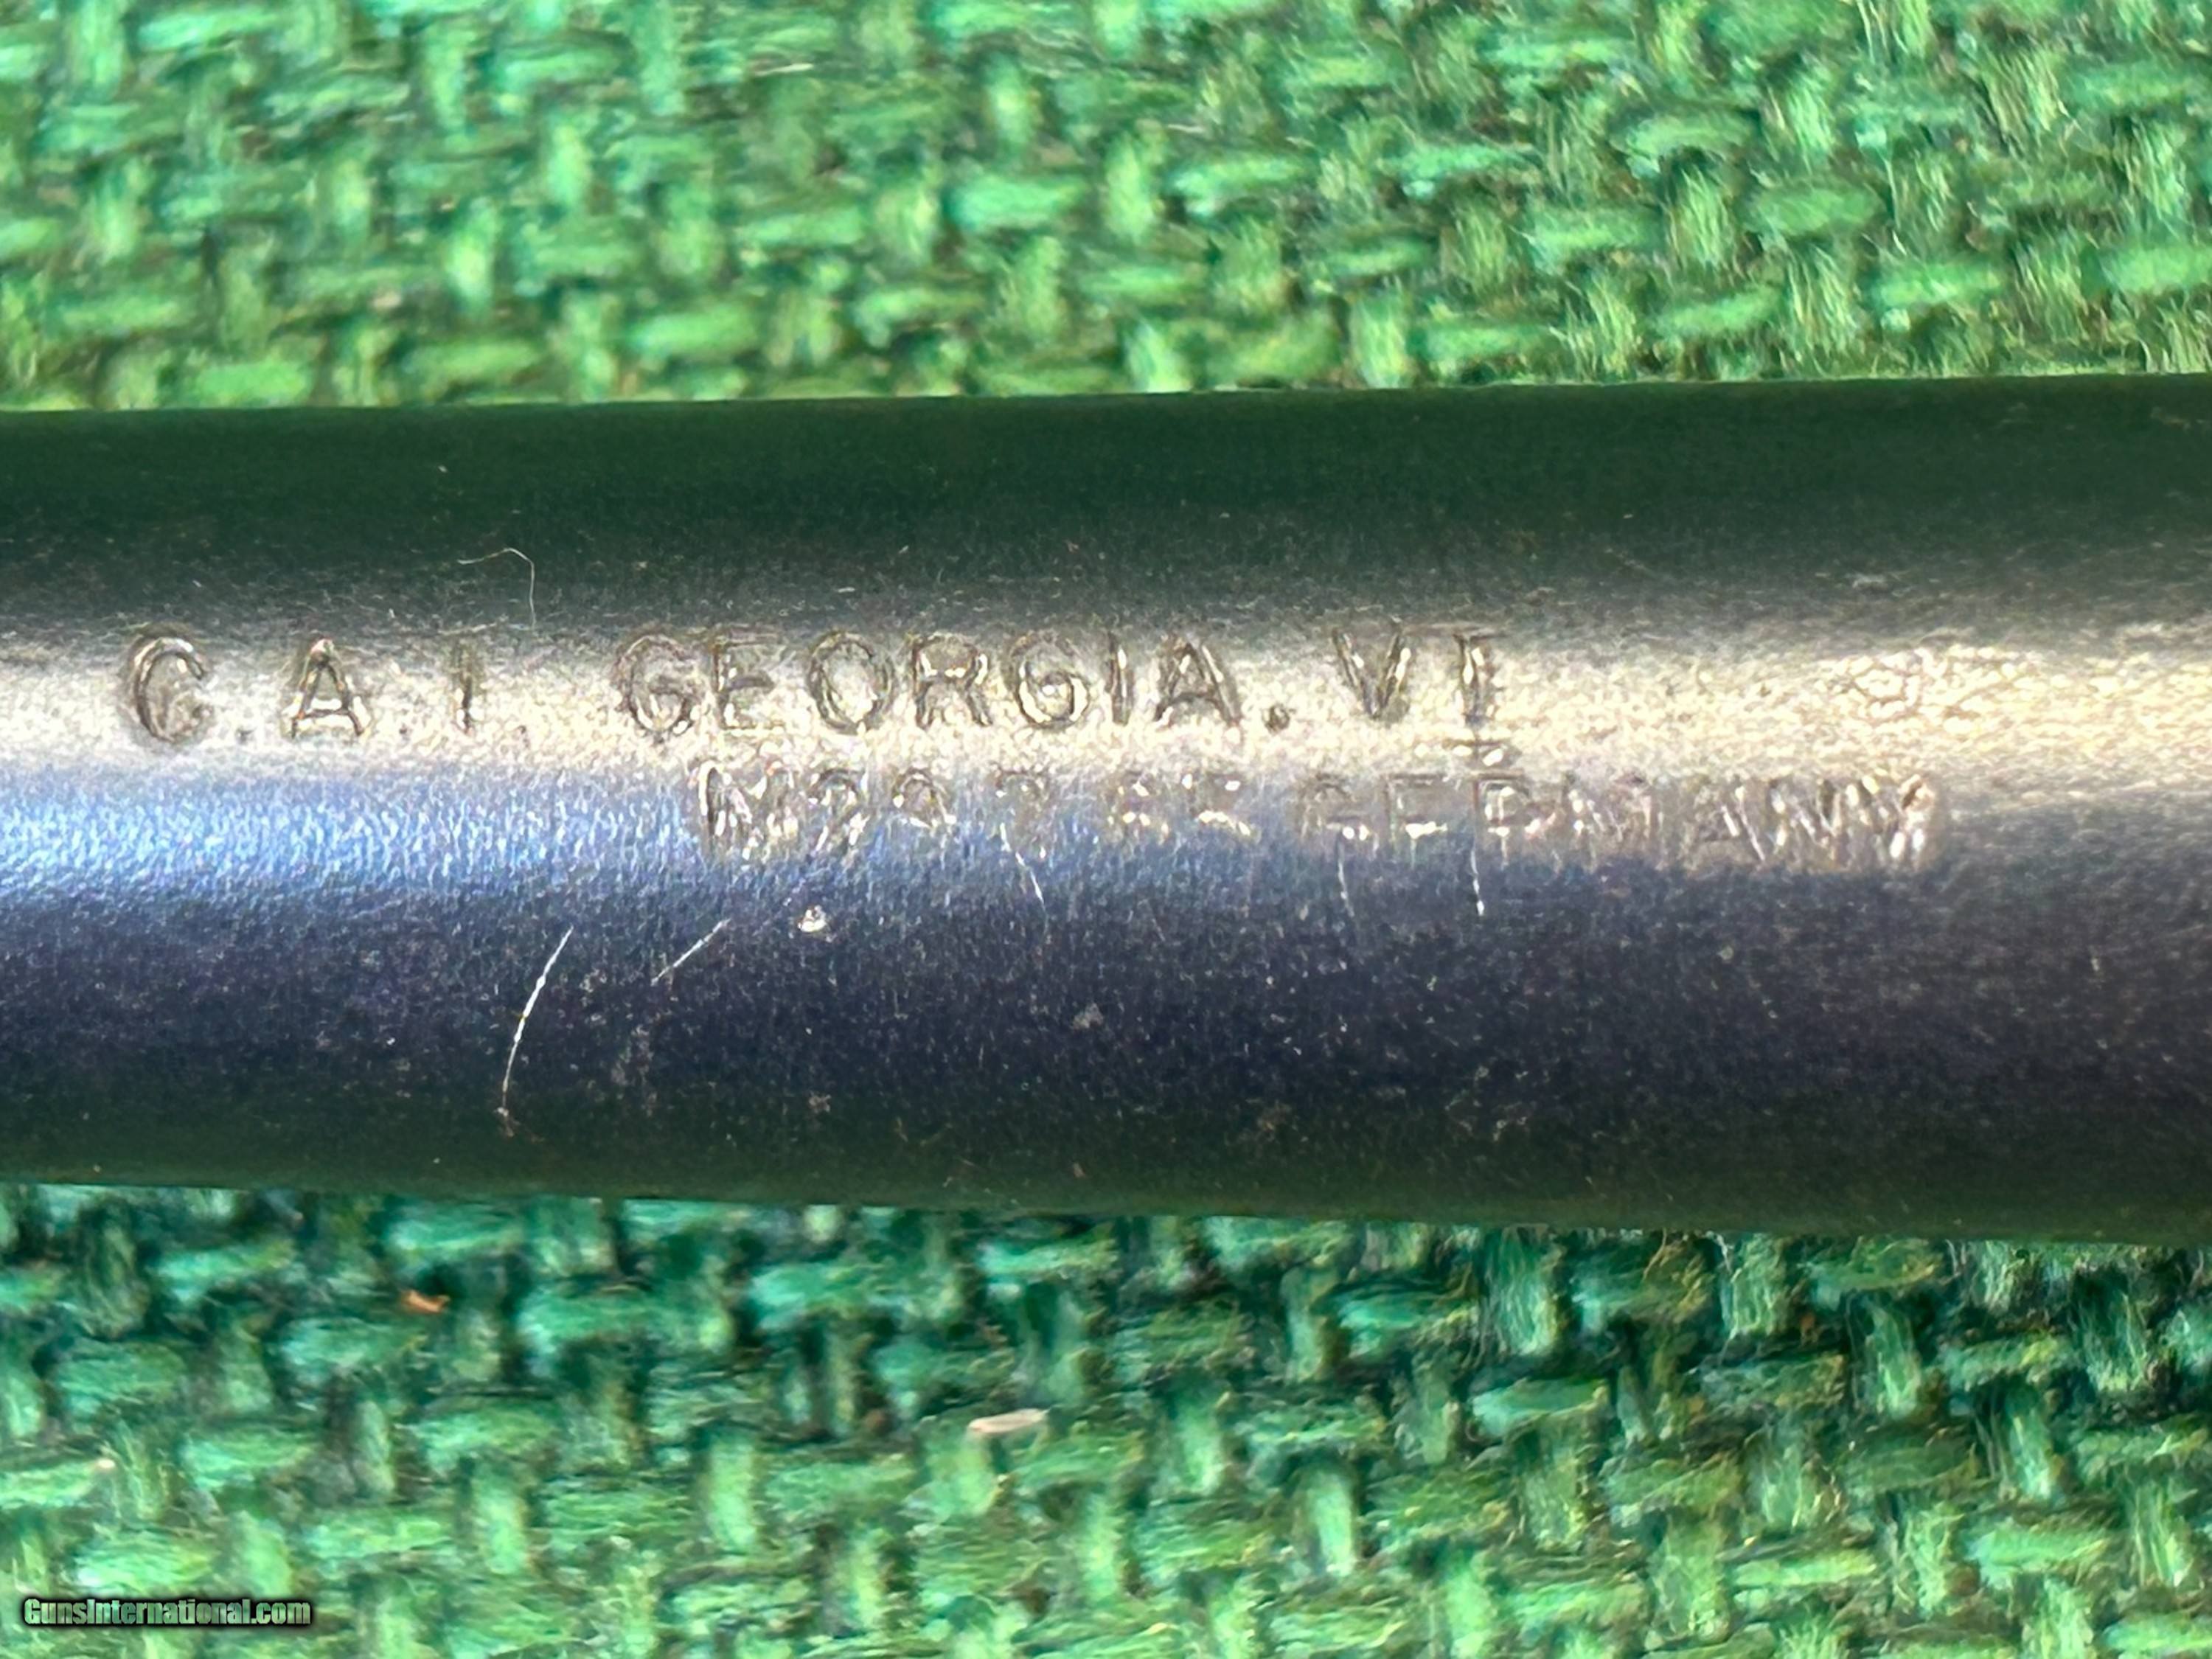 C.A.I. GEORGIA. VT
GERMANY
GunsInternational.com